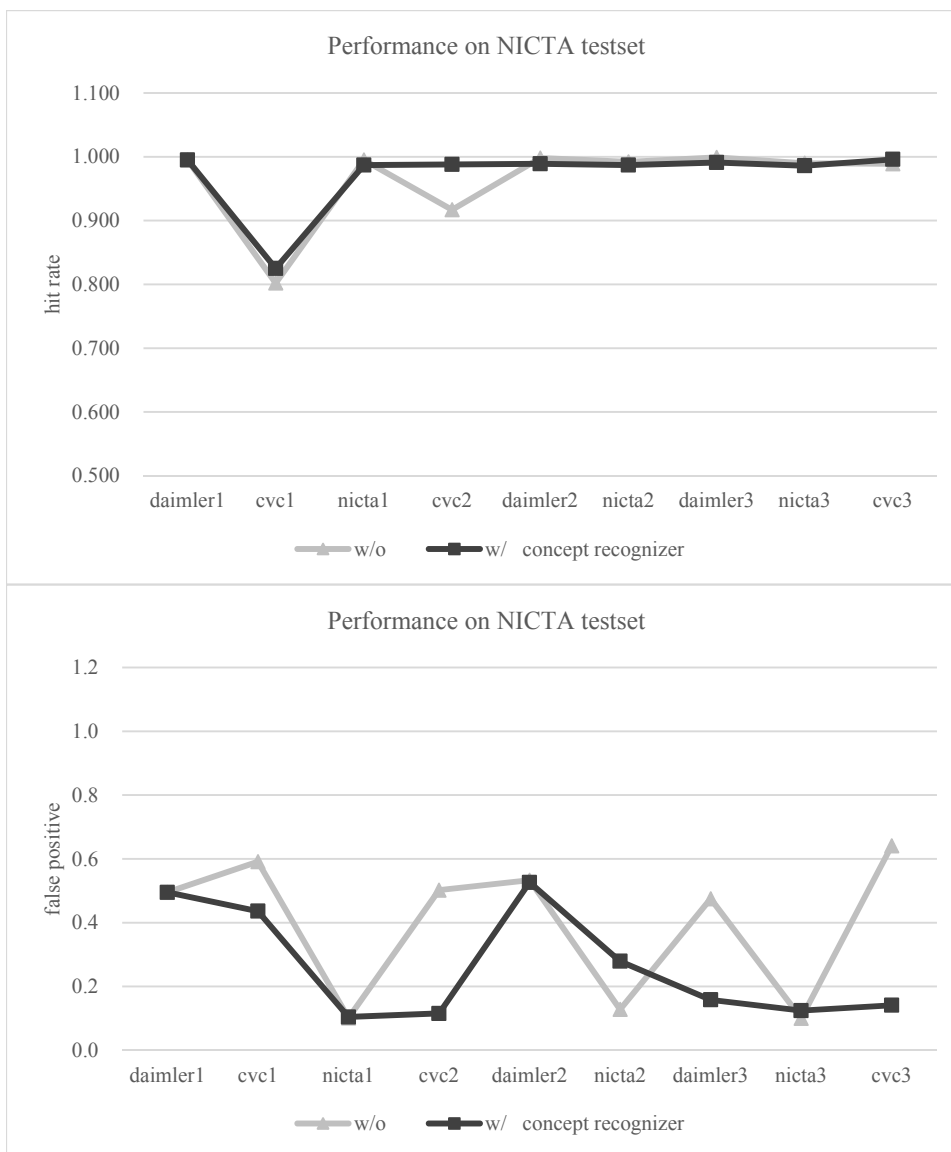 Performance on NICTA testset
1.100
1.000
0.900
0.800
0.700
0.600
0.500
hit rate
daimler1 cvc1 nicta1 cvc2 daimler2 nicta2 daimler3 nicta3 cvc3
w/o w/ concept recognizer
Performance on NICTA testset
1.2
1.0
0.8
0.6
0.4
0.2
0.0
false positive
daimler1 cvc1 nicta1 cvc2 daimler2 nicta2 daimler3 nicta3 cvc3
w/o w/ concept recognizer